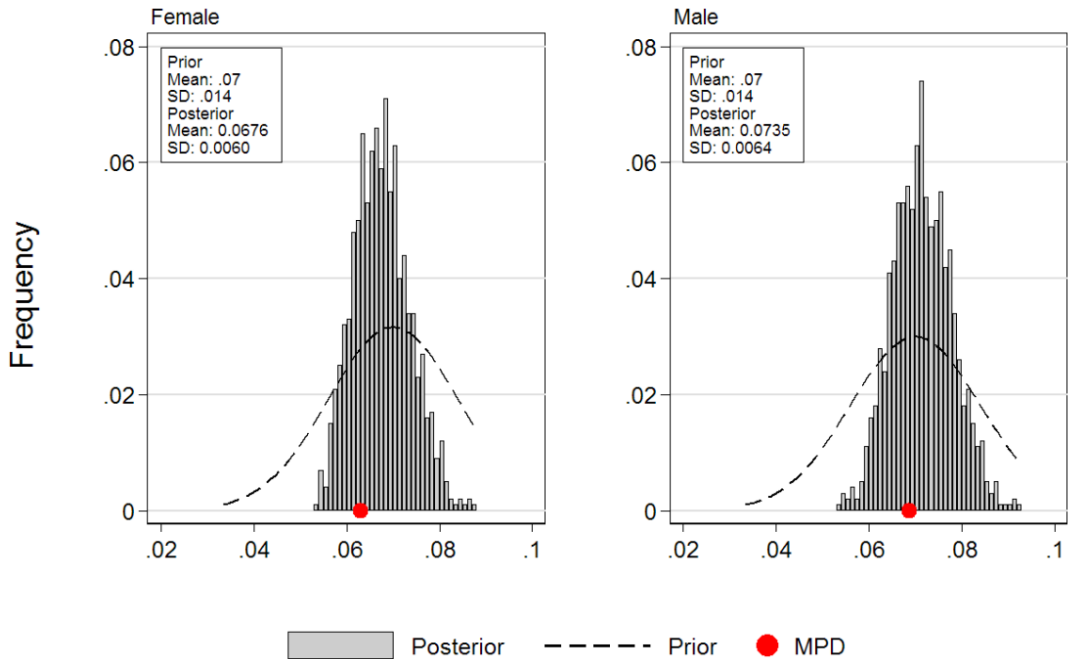 Female
.08
.06
.04
.02
0
Prior
Mean: .07
SD: .014
Posterior
Mean: 0.0676
SD: 0.0060
.02
.04
.06
.08
.1
Male
.08
.06
.04
.02
0
Prior
Mean: .07
SD: .014
Posterior
Mean: 0.0735
SD: 0.0064
.02
.04
.06
.08
.1
Frequency
Posterior
Prior
MPD